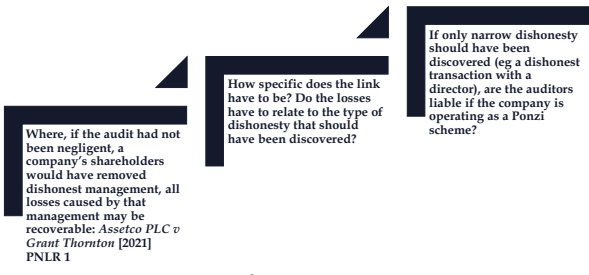 Where, if the audit had not
been negligent, a
company's shareholders
would have removed
dishonest management, all
losses caused by that
management may be
recoverable: Assetco PLC v
Grant Thornton [2021]
PNLR 1
How specific does the link
have to be? Do the losses
have to relate to the type of
dishonesty that should
have been discovered?
If only narrow dishonesty
should have been
discovered (eg a dishonest
transaction with a
director), are the auditors
liable if the company is
operating as a Ponzi
scheme?